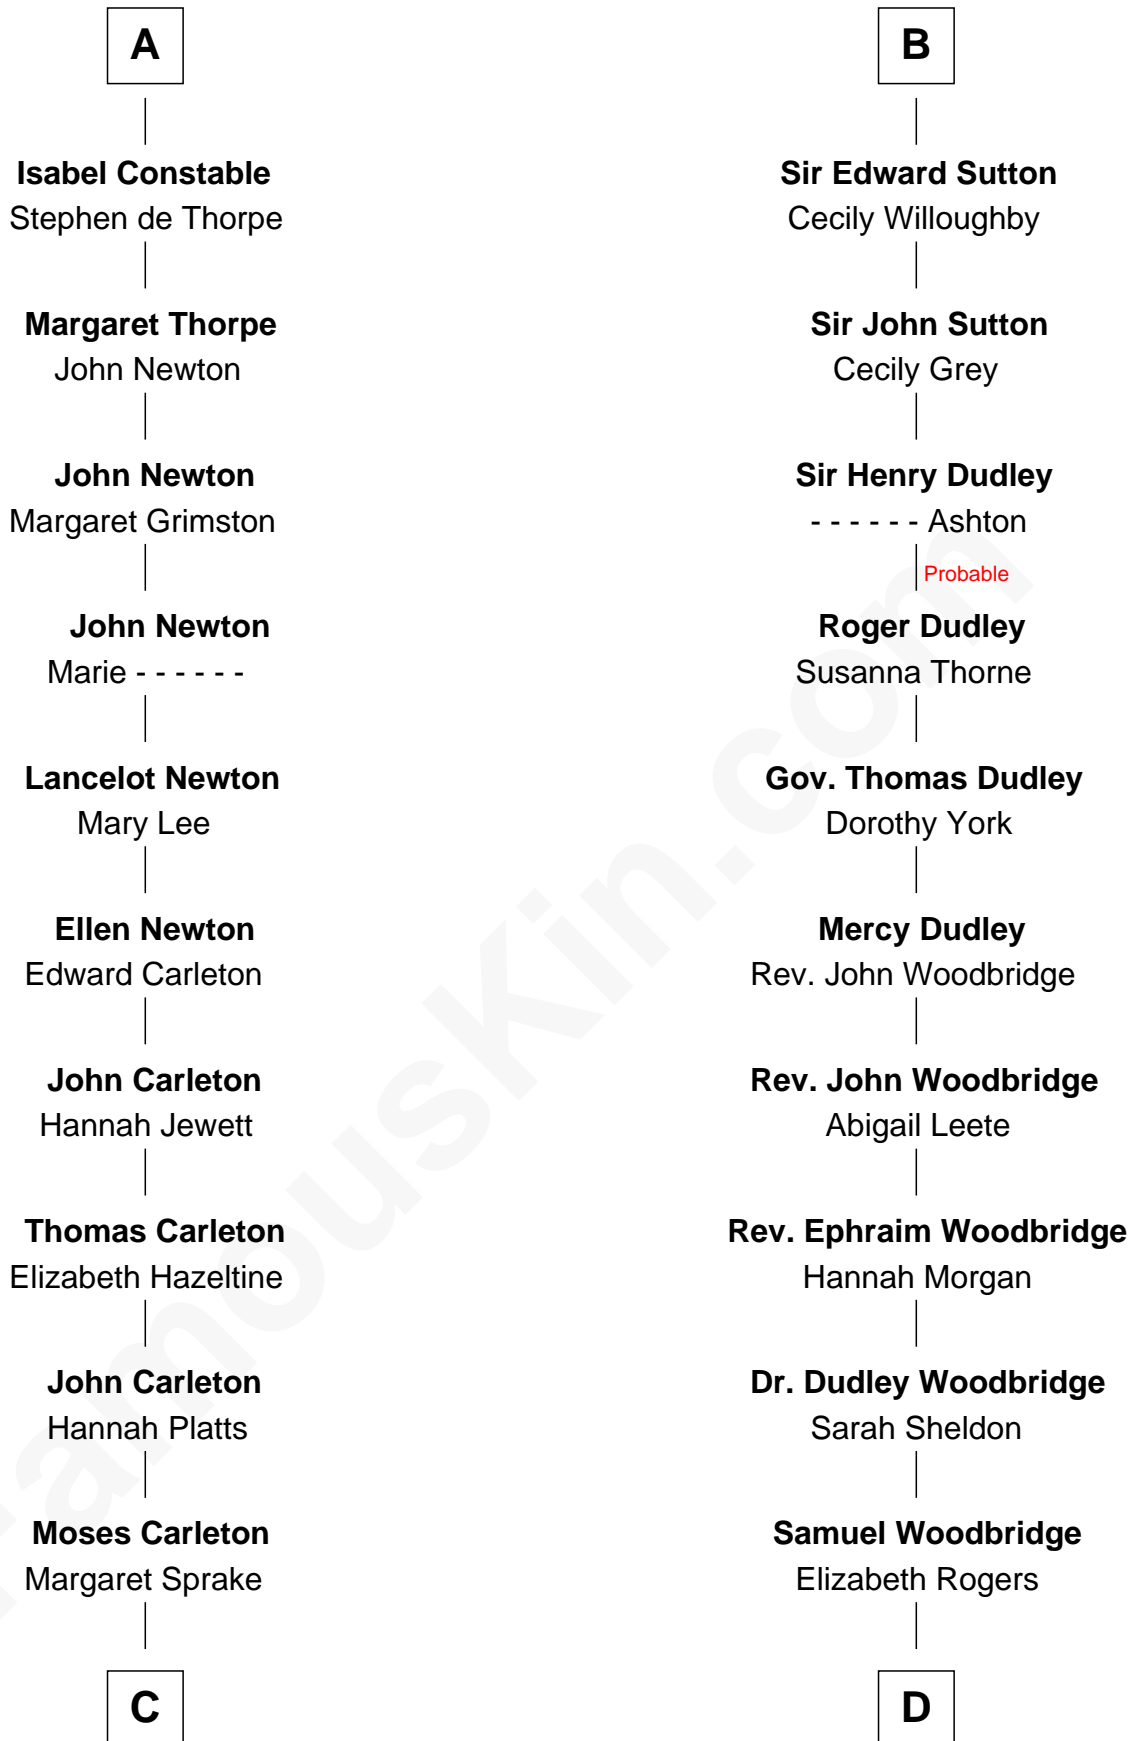 A
Isabel Constable
Stephen de Thorpe
Margaret Thorpe
John Newton
John Newton
Margaret Grimston
John Newton
Marie - - - - - -
Lancelot Newton
Mary Lee
Ellen Newton
Edward Carleton
John Carleton
Hannah Jewett
Thomas Carleton
Elizabeth Hazeltine
John Carleton
Hannah Platts
Moses Carleton
Margaret Sprake
C
B
Sir Edward Sutton
Cecily Willoughby
Sir John Sutton
Cecily Grey
Sir Henry Dudley
- - - - - - Ashton
Probable
Roger Dudley
Susanna Thorne
Gov. Thomas Dudley
Dorothy York
Mercy Dudley
Rev. John Woodbridge
Rev. John Woodbridge
Abigail Leete
Rev. Ephraim Woodbridge
Hannah Morgan
Dr. Dudley Woodbridge
Sarah Sheldon
Samuel Woodbridge
Elizabeth Rogers
D
FamousKin.com